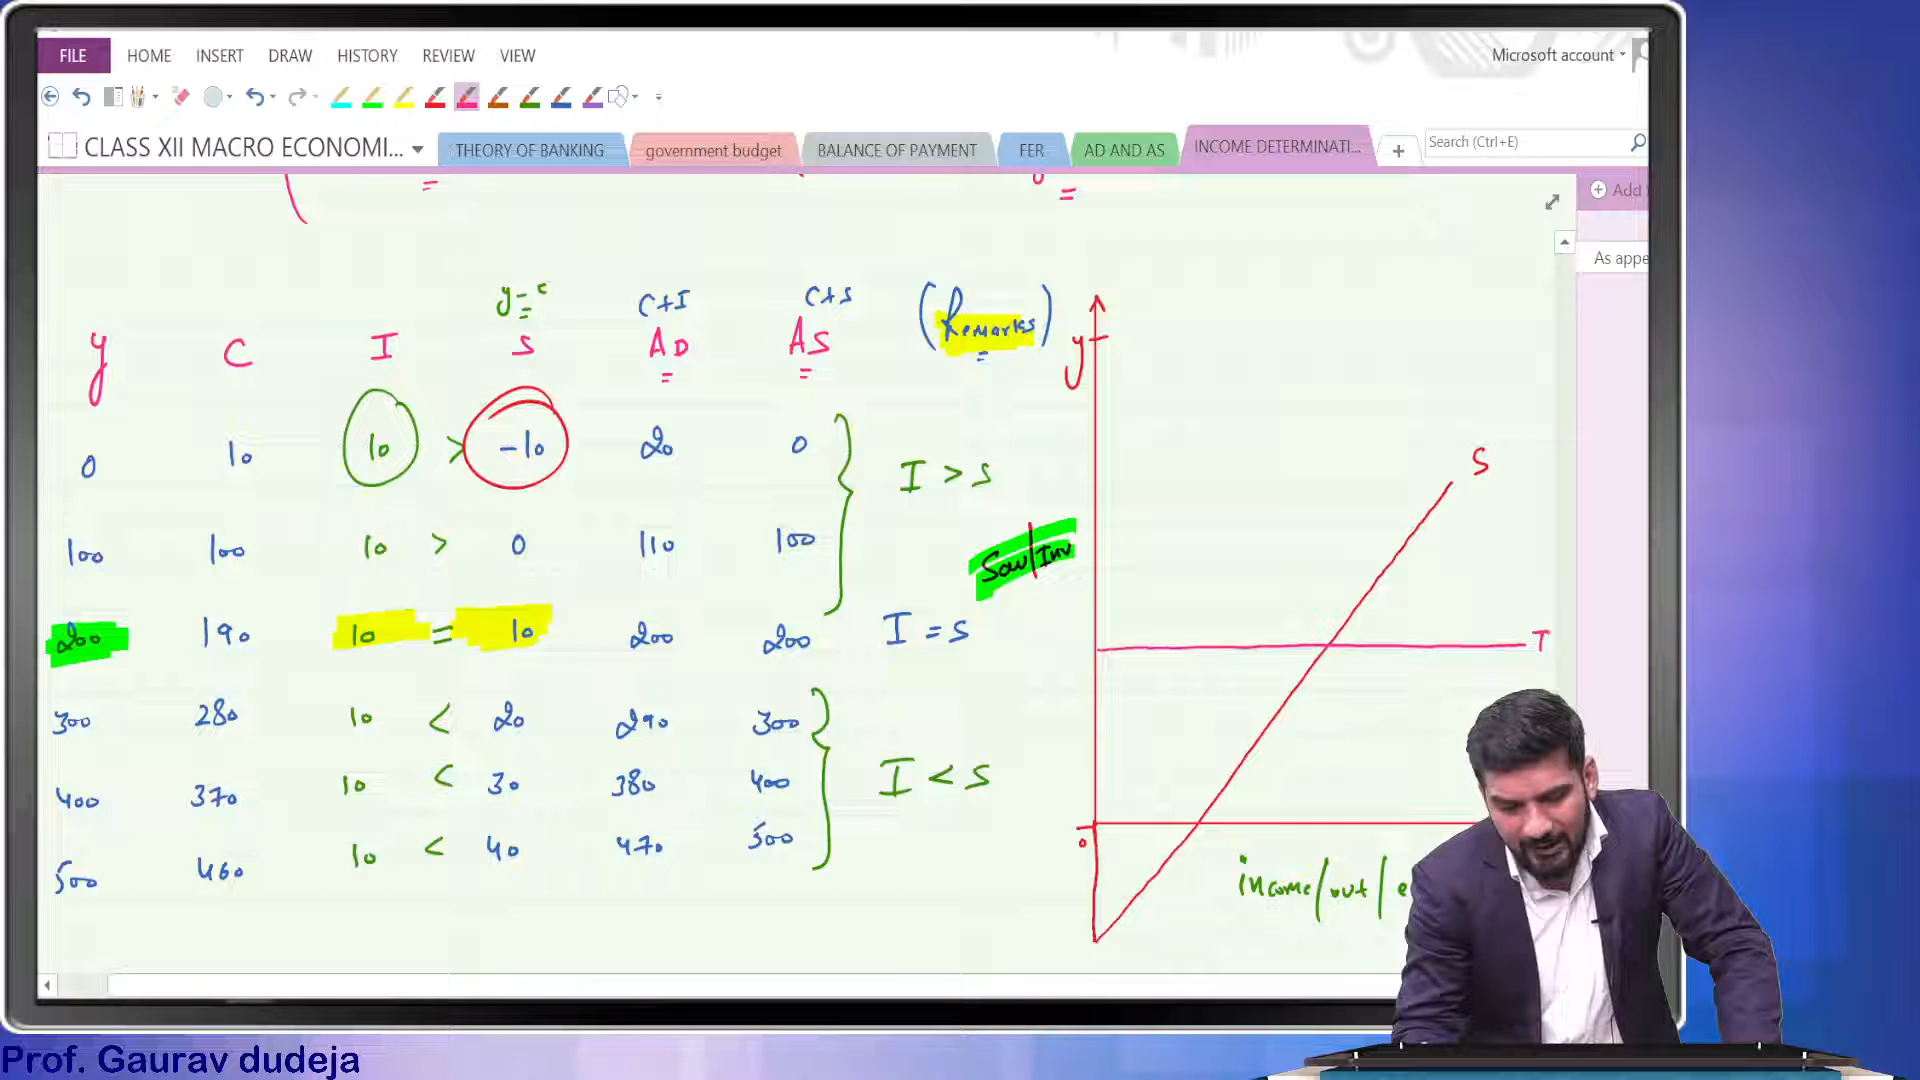 FILE HOME INSERT DRAW HISTORY REVIEW VIEW Microsoft account
CLASS XII MACRO ECONOMI... THEORY OF BANKING government budget BALANCE OF PAYMENT FER AD AND AS INCOME DETERMINATI... + Search (Ctrl+E)
Add
As appe
y = c C+I C+S (Remarks)
y C I S AD AS
0 10 10 > -10 20 0
I > S
100 100 10 > 0 110 100
200 190 10 = 10 200 200 I = S
300 280 10 < 20 290 300
400 370 10 < 30 380 400 I < S
500 460 10 < 40 470 500
y
S
Sav/Inv
I
0
income/out/e
Prof. Gaurav dudeja